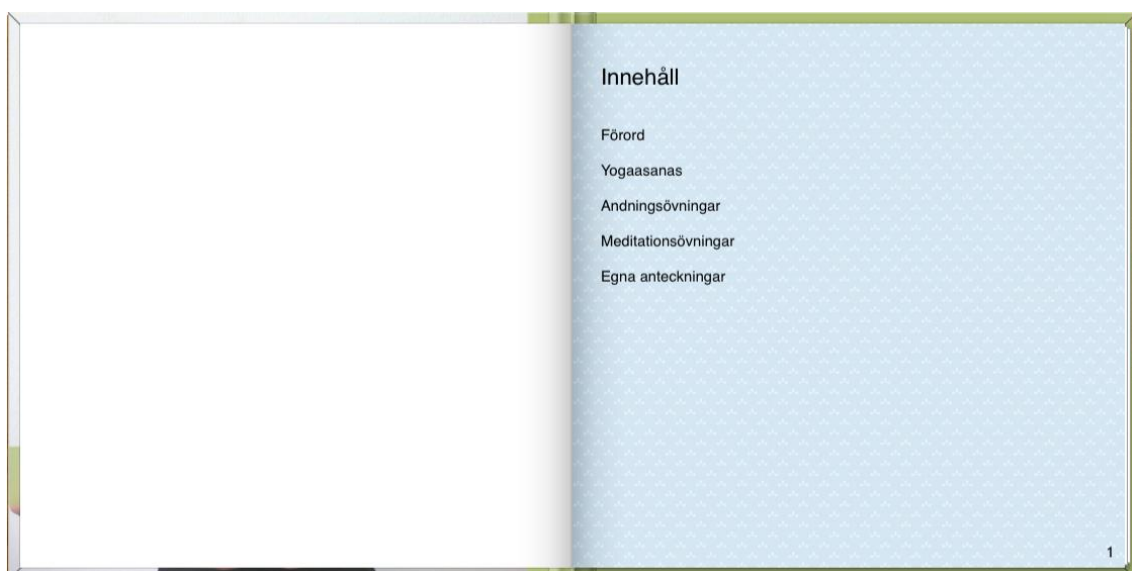 Innehåll
Förord
Yogaasanas
Andningsövningar
Meditationsövningar
Egna anteckningar
1